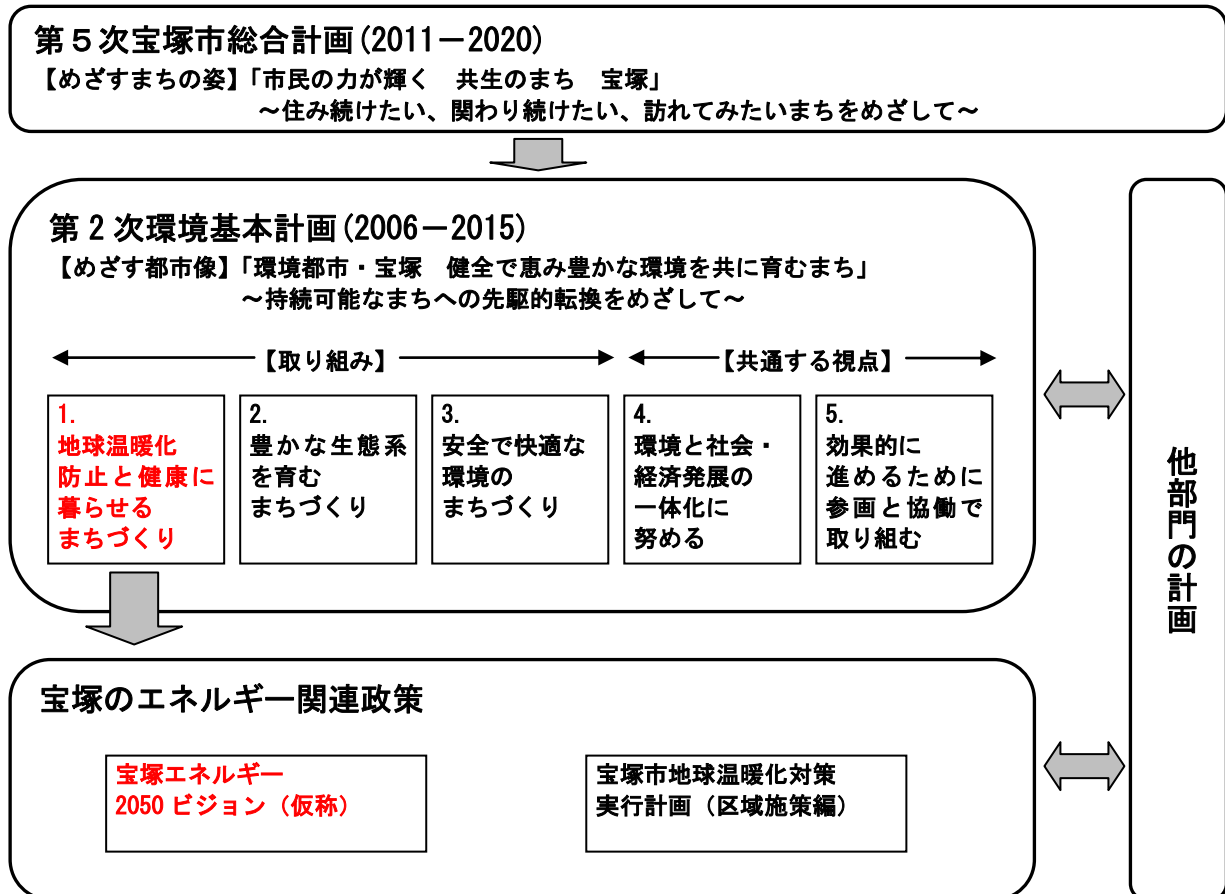 第５次宝塚市総合計画(2011－2020)
【めざすまちの姿】「市民の力が輝く　共生のまち　宝塚」
～住み続けたい、関わり続けたい、訪れてみたいまちをめざして～
第２次環境基本計画(2006－2015)
【めざす都市像】「環境都市・宝塚　健全で恵み豊かな環境を共に育むまち」
～持続可能なまちへの先駆的転換をめざして～
【取り組み】
【共通する視点】
1.
地球温暖化
防止と健康に
暮らせる
まちづくり
2.
豊かな生態系
を育む
まちづくり
3.
安全で快適な
環境の
まちづくり
4.
環境と社会・
経済発展の
一体化に
努める
5.
効果的に
進めるために
参画と協働で
取り組む
他部門の計画
宝塚のエネルギー関連政策
宝塚エネルギー
2050 ビジョン（仮称）
宝塚市地球温暖化対策
実行計画（区域施策編）